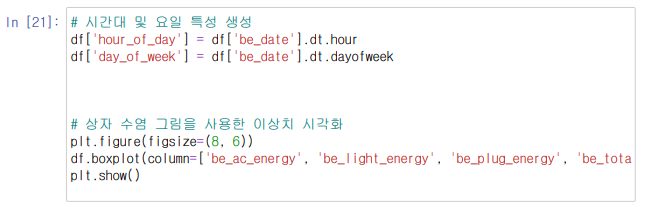 In [21]: # 시간대 및 요일 특성 생성
df['hour_of_day'] = df['be_date'].dt.hour
df['day_of_week'] = df['be_date'].dt.dayofweek
# 상자 수염 그림을 사용한 이상치 시각화
plt.figure(figsize=(8, 6))
df.boxplot(column=['be_ac_energy', 'be_light_energy', 'be_plug_energy', 'be_tota
plt.show()